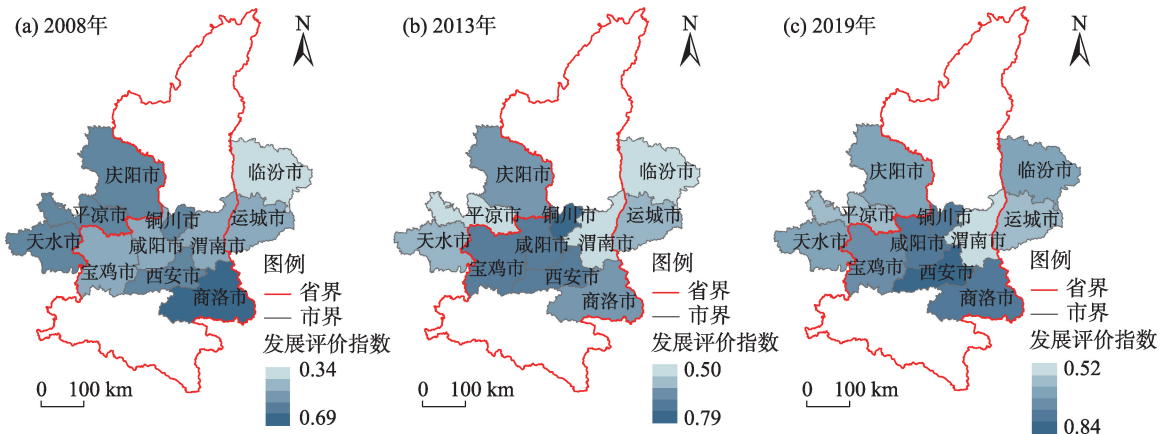 (a) 2008年
N
庆阳市
临汾市
平凉市
铜川市
运城市
天水市
咸阳市
渭南市
宝鸡市
西安市
商洛市
图例
省界
市界
发展评价指数
0.34
0.69
0 100 km
(b) 2013年
N
庆阳市
临汾市
平凉市
铜川市
运城市
天水市
咸阳市
渭南市
宝鸡市
西安市
商洛市
图例
省界
市界
发展评价指数
0.50
0.79
0 100 km
(c) 2019年
N
庆阳市
临汾市
平凉市
铜川市
运城市
天水市
咸阳市
渭南市
宝鸡市
西安市
商洛市
图例
省界
市界
发展评价指数
0.52
0.84
0 100 km